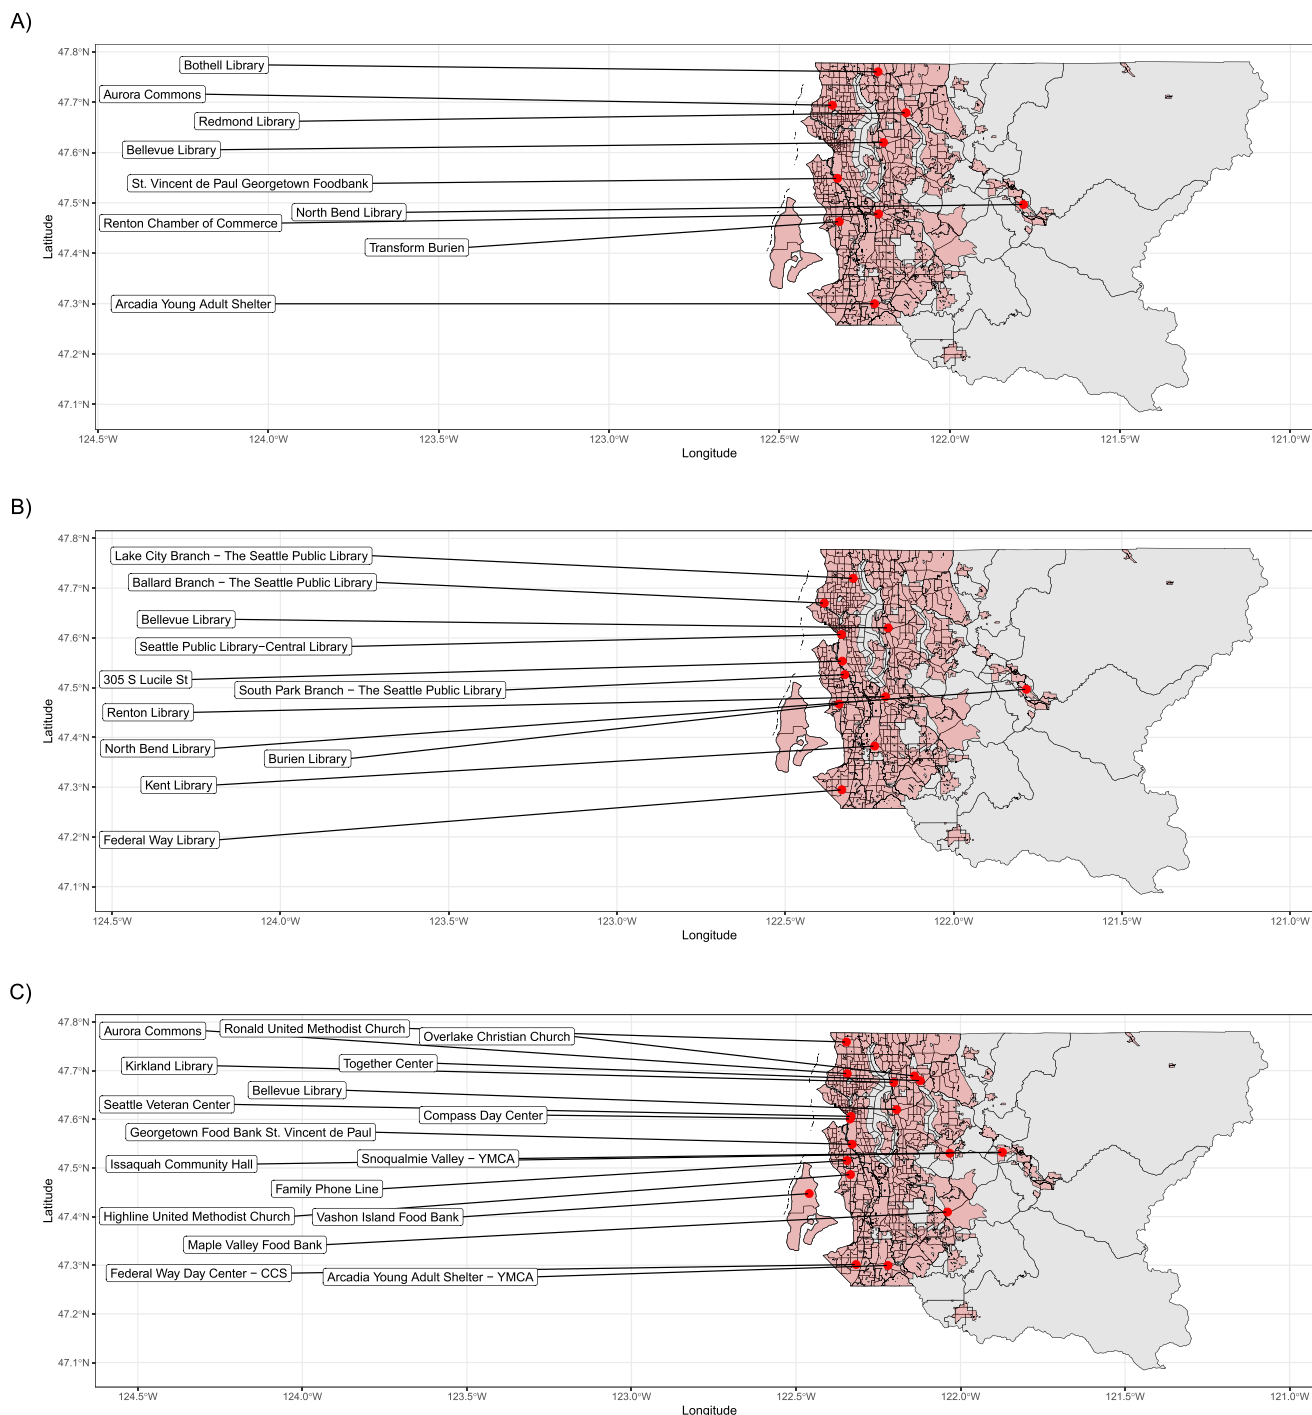 A)
47.8°N
47.7°N
47.6°N
47.5°N
47.4°N
47.3°N
47.2°N
47.1°N
Latitude
Bothell Library
Aurora Commons
Redmond Library
Bellevue Library
St. Vincent de Paul Georgetown Foodbank
North Bend Library
Renton Chamber of Commerce
Transform Burien
Arcadia Young Adult Shelter
124.5°W 124.0°W 123.5°W 123.0°W 122.5°W 122.0°W 121.5°W 121.0°W
Longitude
B)
47.8°N
47.7°N
47.6°N
47.5°N
47.4°N
47.3°N
47.2°N
47.1°N
Latitude
Lake City Branch − The Seattle Public Library
Ballard Branch − The Seattle Public Library
Bellevue Library
Seattle Public Library−Central Library
305 S Lucile St
South Park Branch − The Seattle Public Library
Renton Library
North Bend Library
Burien Library
Kent Library
Federal Way Library
124.5°W 124.0°W 123.5°W 123.0°W 122.5°W 122.0°W 121.5°W 121.0°W
Longitude
C)
47.8°N
47.7°N
47.6°N
47.5°N
47.4°N
47.3°N
47.2°N
47.1°N
Latitude
Aurora Commons
Ronald United Methodist Church
Overlake Christian Church
Kirkland Library
Together Center
Bellevue Library
Seattle Veteran Center
Compass Day Center
Georgetown Food Bank St. Vincent de Paul
Issaquah Community Hall
Snoqualmie Valley − YMCA
Family Phone Line
Highline United Methodist Church
Vashon Island Food Bank
Maple Valley Food Bank
Federal Way Day Center − CCS
Arcadia Young Adult Shelter − YMCA
124.5°W 124.0°W 123.5°W 123.0°W 122.5°W 122.0°W 121.5°W 121.0°W
Longitude